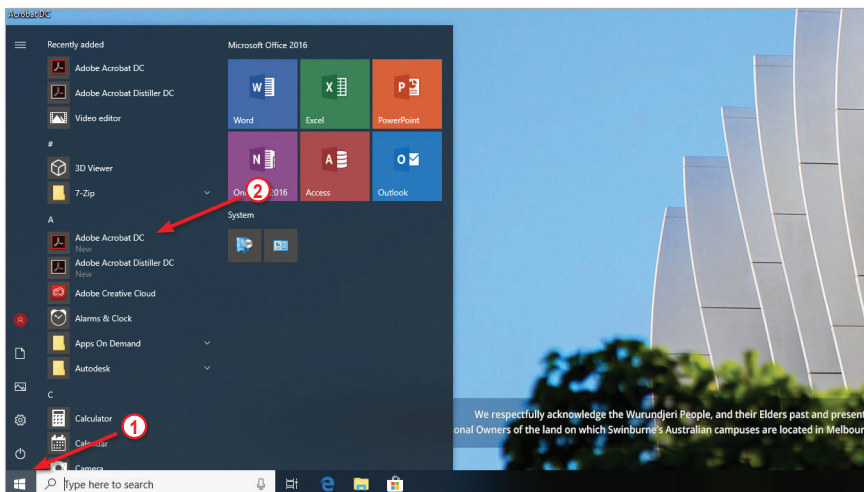 Acrobat DC
Recently added
Adobe Acrobat DC
Adobe Acrobat Distiller DC
Video editor
#
3D Viewer
7-Zip
A
Adobe Acrobat DC
New
Adobe Acrobat Distiller DC
New
Adobe Creative Cloud
Alarms & Clock
Apps On Demand
Autodesk
C
Calculator
Calendar
Camera
Type here to search
Microsoft Office 2016
Word
Excel
PowerPoint
2016
Access
Outlook
System
2
1
We respectfully acknowledge the Wurundjeri People, and their Elders past and present
Owners of the land on which Swinburne's Australian campuses are located in